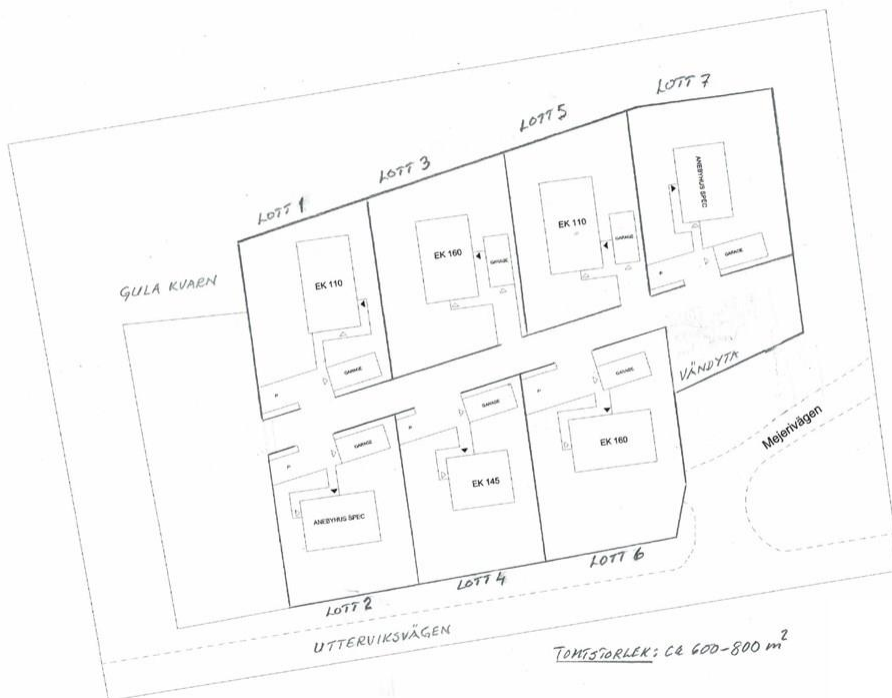 LOTT 7
LOTT 5
LOTT 3
LOTT 1
GULA KVARN
ANEBYHUS SPEC
EK 110
GARAGE
GARAGE
P
EK 160
GARAGE
EK 110
GARAGE
P
P
GARAGE
VÄNDYTA
GARAGE
P
Mejerivägen
P
GARAGE
EK 160
EK 145
ANEBYHUS SPEC
LOTT 6
LOTT 4
LOTT 2
UTTERVIKSVÄGEN
TOMTSTORLEK: ca 600-800 m²